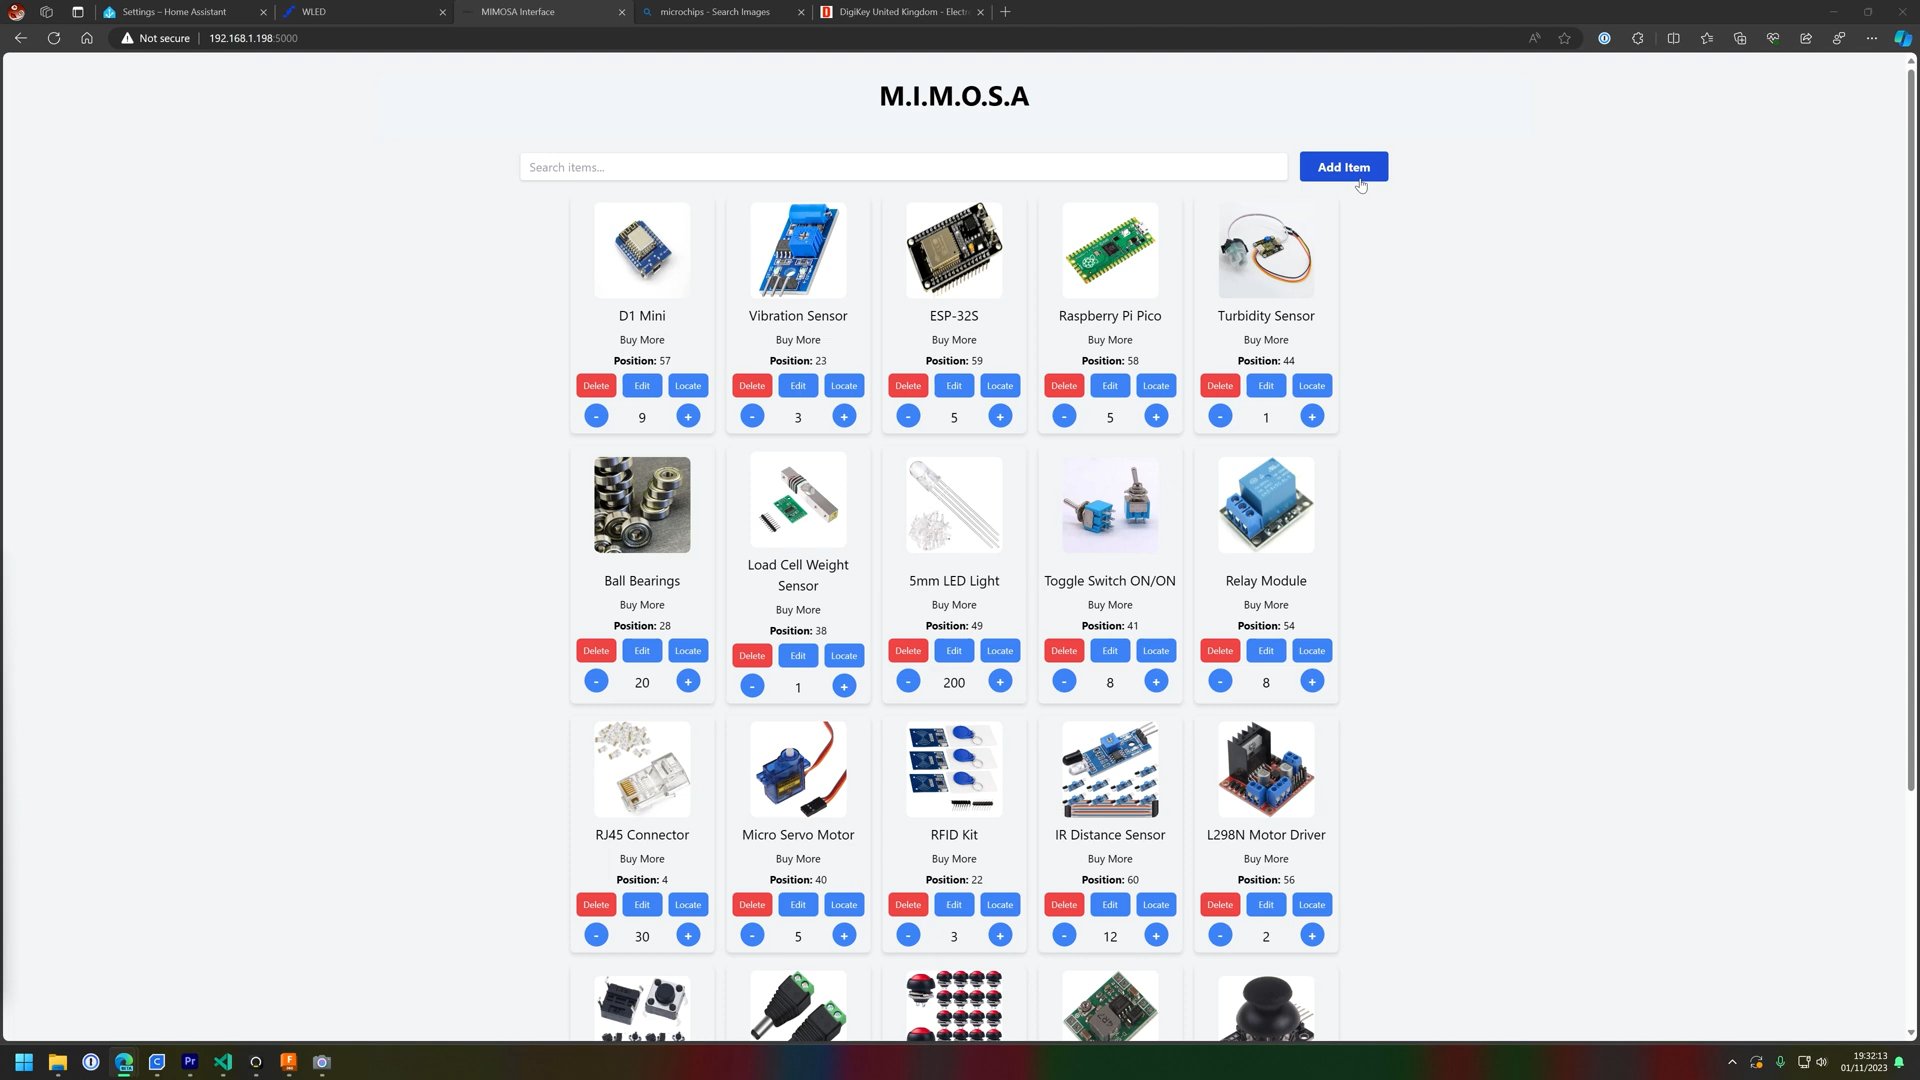 Settings – Home Assistant
WLED
MIMOSA Interface
microchips - Search Images
DigiKey United Kingdom - Electr
Not secure
192.168.1.198:5000
M.I.M.O.S.A
Search items...
Add Item
D1 Mini
Vibration Sensor
ESP-32S
Raspberry Pi Pico
Turbidity Sensor
Buy More
Buy More
Buy More
Buy More
Buy More
Position: 57
Position: 23
Position: 59
Position: 58
Position: 44
Delete Edit Locate
Delete Edit Locate
Delete Edit Locate
Delete Edit Locate
Delete Edit Locate
- 9 +
- 3 +
- 5 +
- 5 +
- 1 +
Ball Bearings
Load Cell Weight
Sensor
5mm LED Light
Toggle Switch ON/ON
Relay Module
Buy More
Buy More
Buy More
Buy More
Buy More
Position: 28
Position: 38
Position: 49
Position: 41
Position: 54
Delete Edit Locate
Delete Edit Locate
Delete Edit Locate
Delete Edit Locate
Delete Edit Locate
- 20 +
- 1 +
- 200 +
- 8 +
- 8 +
RJ45 Connector
Micro Servo Motor
RFID Kit
IR Distance Sensor
L298N Motor Driver
Buy More
Buy More
Buy More
Buy More
Buy More
Position: 4
Position: 40
Position: 22
Position: 60
Position: 56
Delete Edit Locate
Delete Edit Locate
Delete Edit Locate
Delete Edit Locate
Delete Edit Locate
- 30 +
- 5 +
- 3 +
- 12 +
- 2 +
19:32:13
01/11/2023